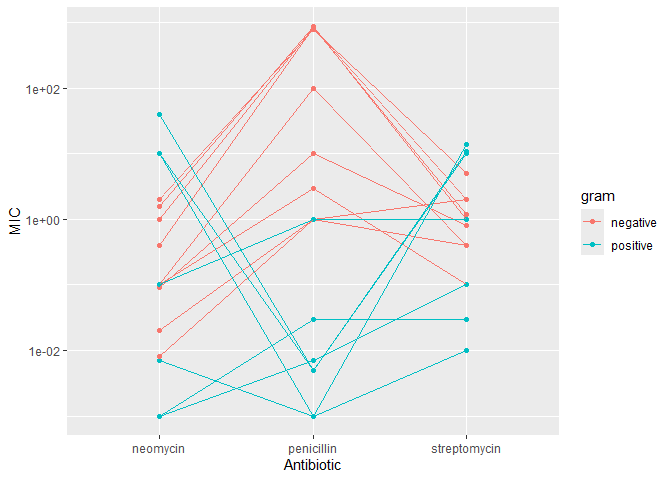 MIC
1e+02
1e+00
1e-02
neomycin
penicillin
streptomycin
Antibiotic
gram
negative
positive